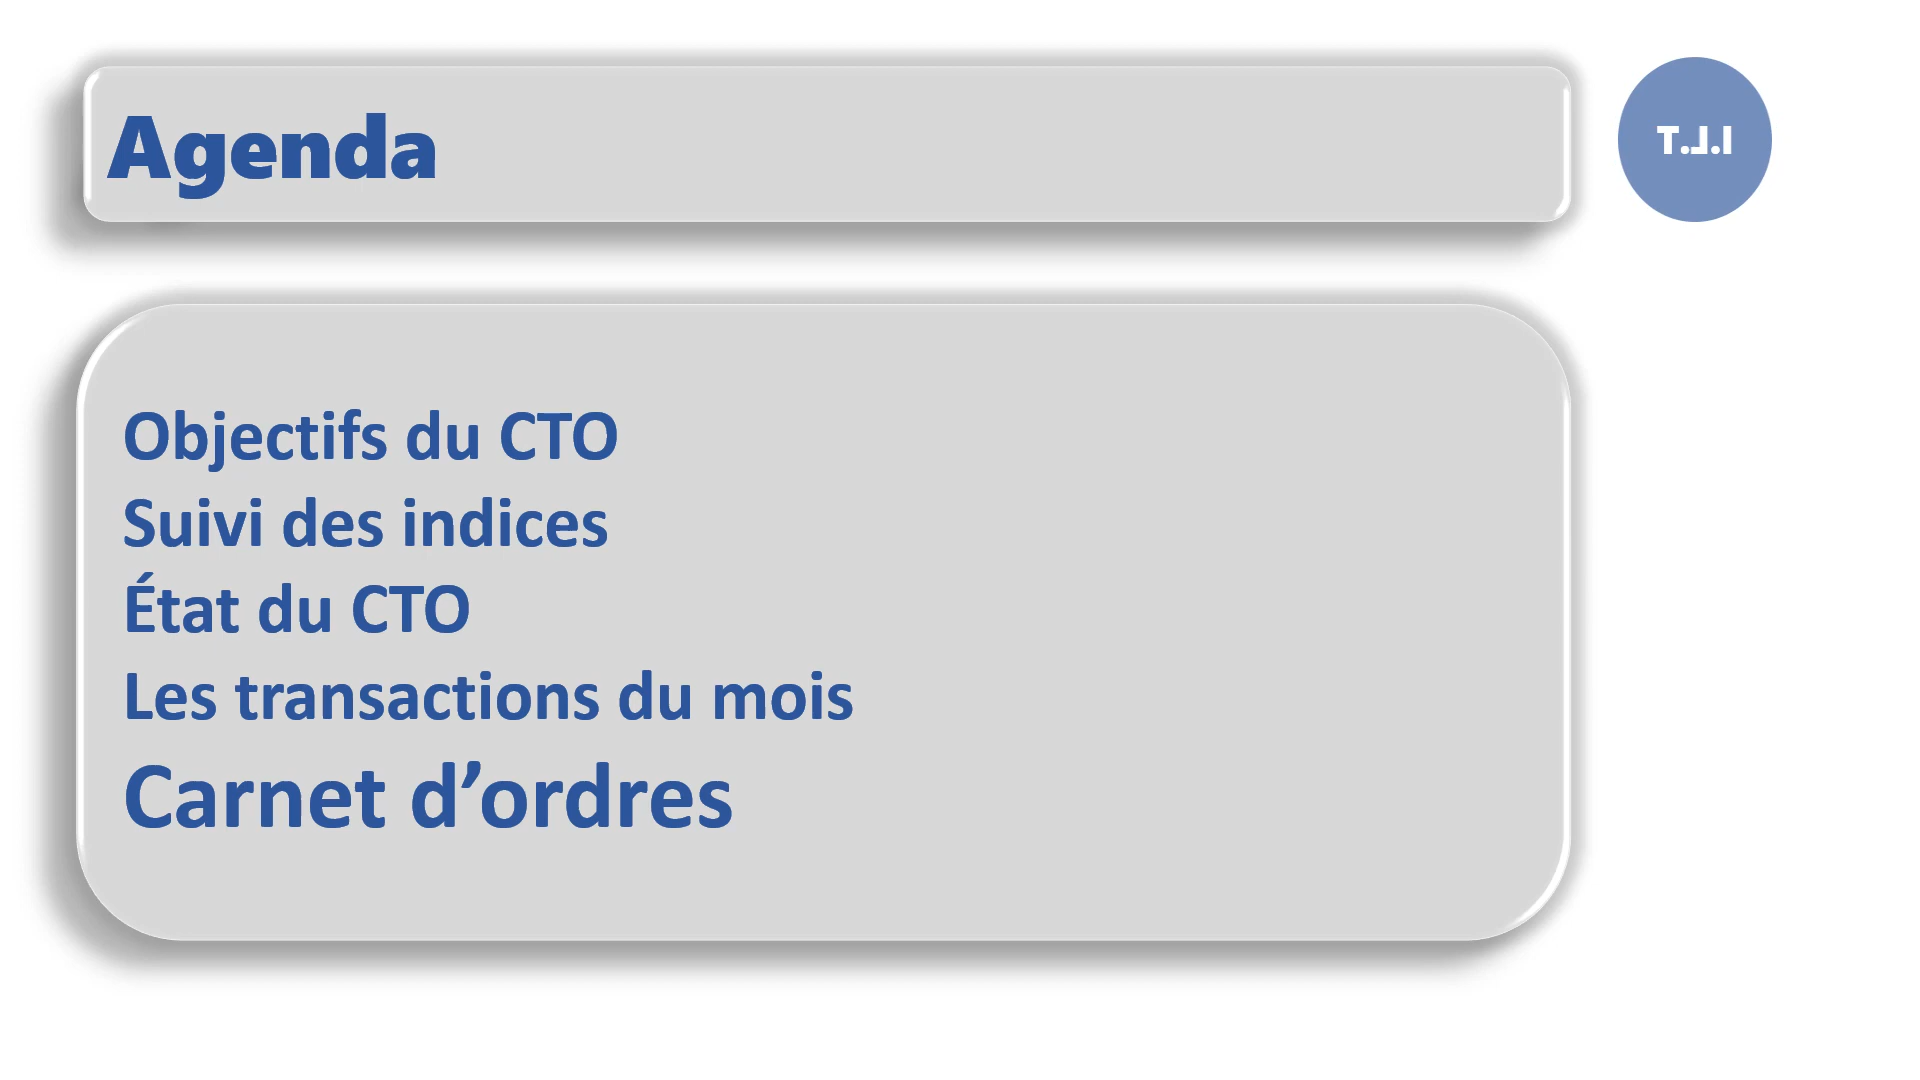 Agenda
T.J.I
Objectifs du CTO
Suivi des indices
État du CTO
Les transactions du mois
Carnet d’ordres